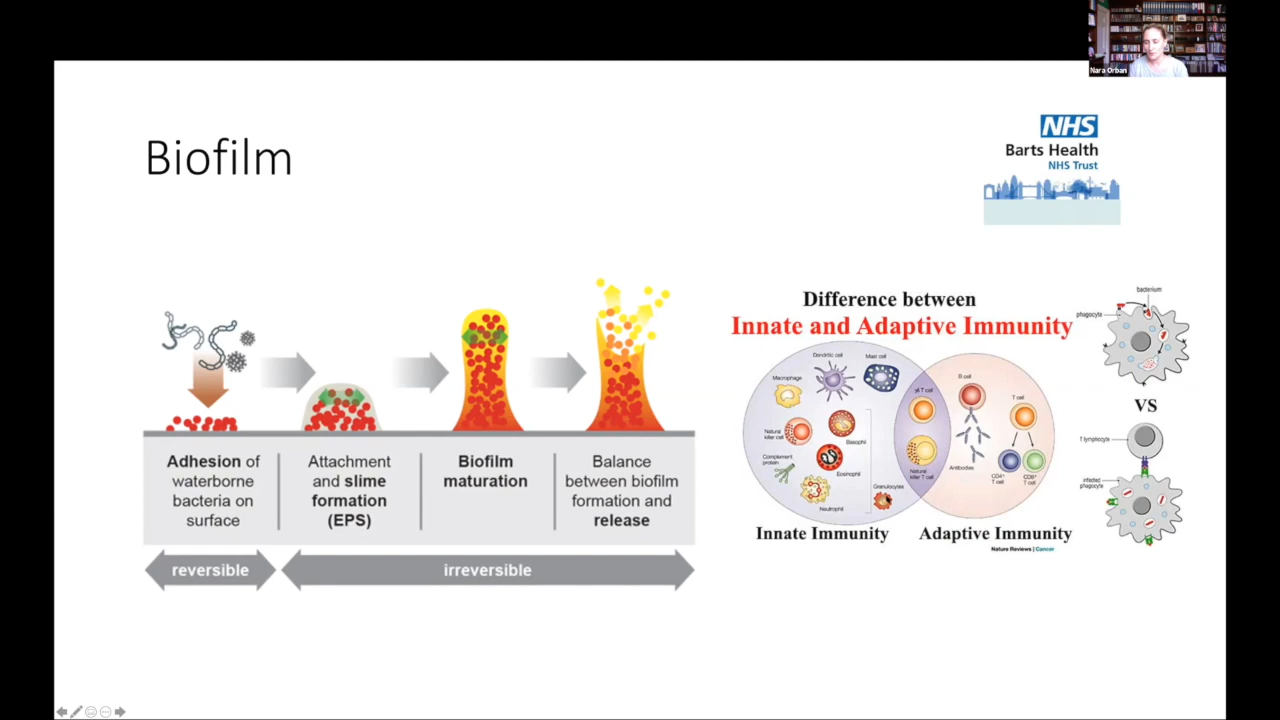 Nara Orban
Biofilm
NHS
Barts Health
NHS Trust
Adhesion of
waterborne
bacteria on
surface
Attachment
and slime
formation
(EPS)
Biofilm
maturation
Balance
between biofilm
formation and
release
reversible
irreversible
Difference between
Innate and Adaptive Immunity
Dendritic cell
Mast cell
Macrophage
γδ T cell
B cell
T cell
Natural
killer cell
Basophil
Complement
protein
Eosinophil
Antibodies
Natural
killer T cell
CD4+
T cell
CD8+
T cell
Granulocytes
Neutrophil
Innate Immunity
Adaptive Immunity
Nature Reviews | Cancer
bacterium
phagocyte
VS
T lymphocyte
infected
phagocyte